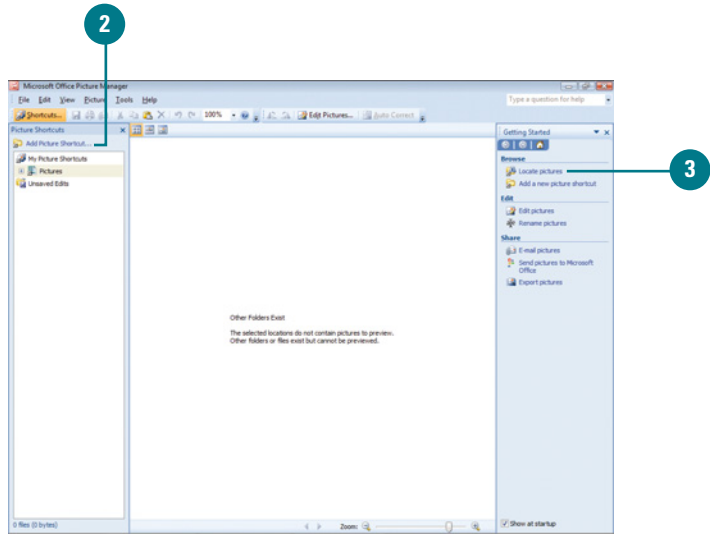 2
Microsoft Office Picture Manager
File Edit View Picture Tools Help
Type a question for help
Shortcuts... 100% Edit Pictures... Auto Correct
Picture Shortcuts
Add Picture Shortcut...
My Picture Shortcuts
Pictures
Unsaved Edits
Other Folders Exist
The selected locations do not contain pictures to preview.
Other folders or files exist but cannot be previewed.
Getting Started
Browse
Locate pictures
3
Add a new picture shortcut
Edit
Edit pictures
Rename pictures
Share
E-mail pictures
Send pictures to Microsoft
Office
Export pictures
0 files (0 bytes)
Zoom:
Show at startup